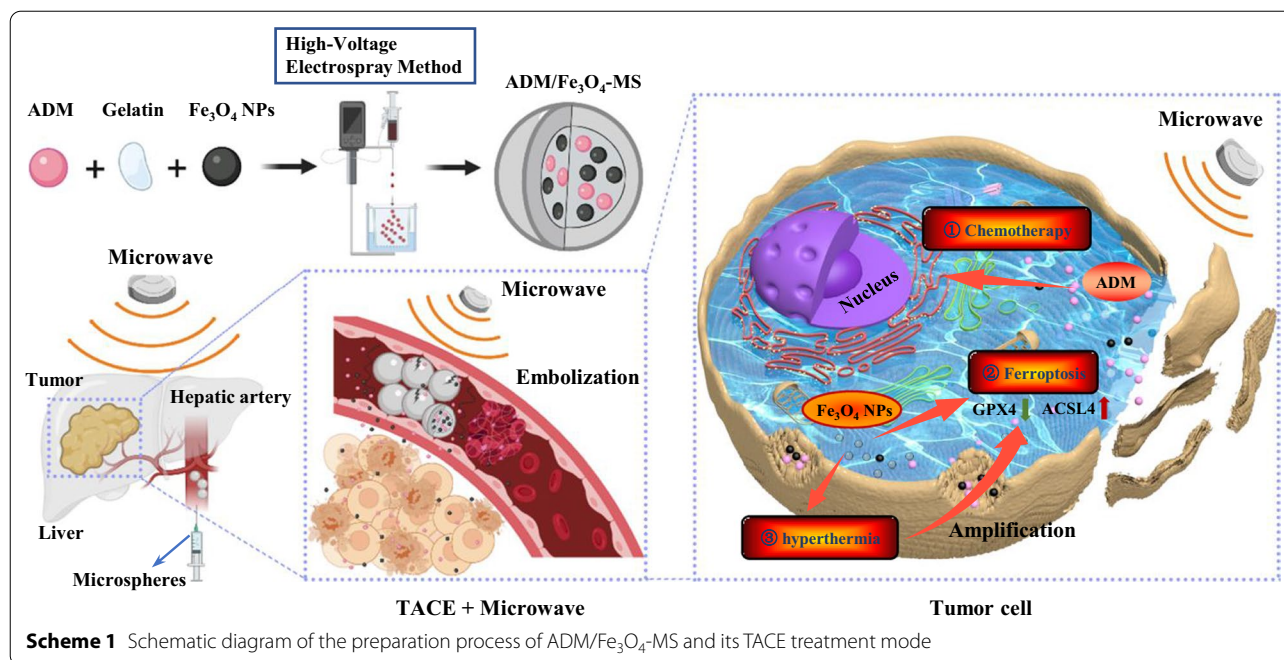 High-Voltage
Electrospray Method
ADM/Fe₃O₄-MS
ADM
Gelatin
Fe₃O₄ NPs
+
+
Microwave
Tumor
Hepatic artery
Liver
Microspheres
Microwave
Embolization
TACE + Microwave
Microwave
① Chemotherapy
ADM
Nucleus
② Ferroptosis
GPX4
ACSL4
Fe₃O₄ NPs
③ hyperthermia
Amplification
Tumor cell
Scheme 1 Schematic diagram of the preparation process of ADM/Fe₃O₄-MS and its TACE treatment mode